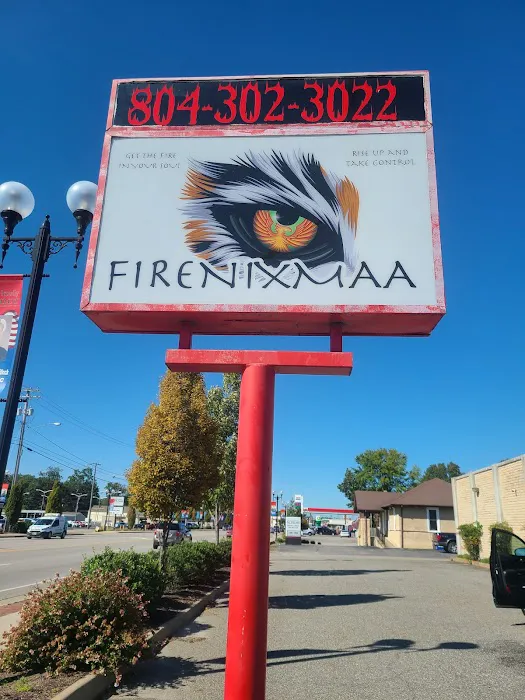 804-302-3022
GET THE FIRE
IN YOUR SOUL
RISE UP AND
TAKE CONTROL
FIRENIXMAA